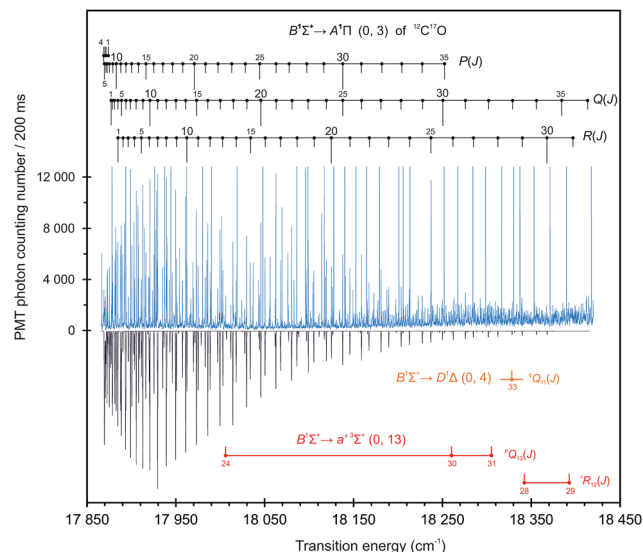 B¹Σ⁺→ A¹Π (0, 3) of ¹²C¹⁷O
4 1 10 15 20 25 30 35 P(J)
5
1 5 10 15 20 25 30 35 Q(J)
1 5 10 15 20 25 30 R(J)
12 000
8 000
4 000
0
PMT photon counting number / 200 ms
B¹Σ⁺→ D¹Δ (0, 4) 33 ᵍQ₁₁(J)
B¹Σ⁺→ a' ³Σ⁺ (0, 13) 24 30 31 ᵖQ₁₃(J)
28 29 ʳR₁₂(J)
17 850 17 950 18 050 18 150 18 250 18 350 18 450
Transition energy (cm⁻¹)